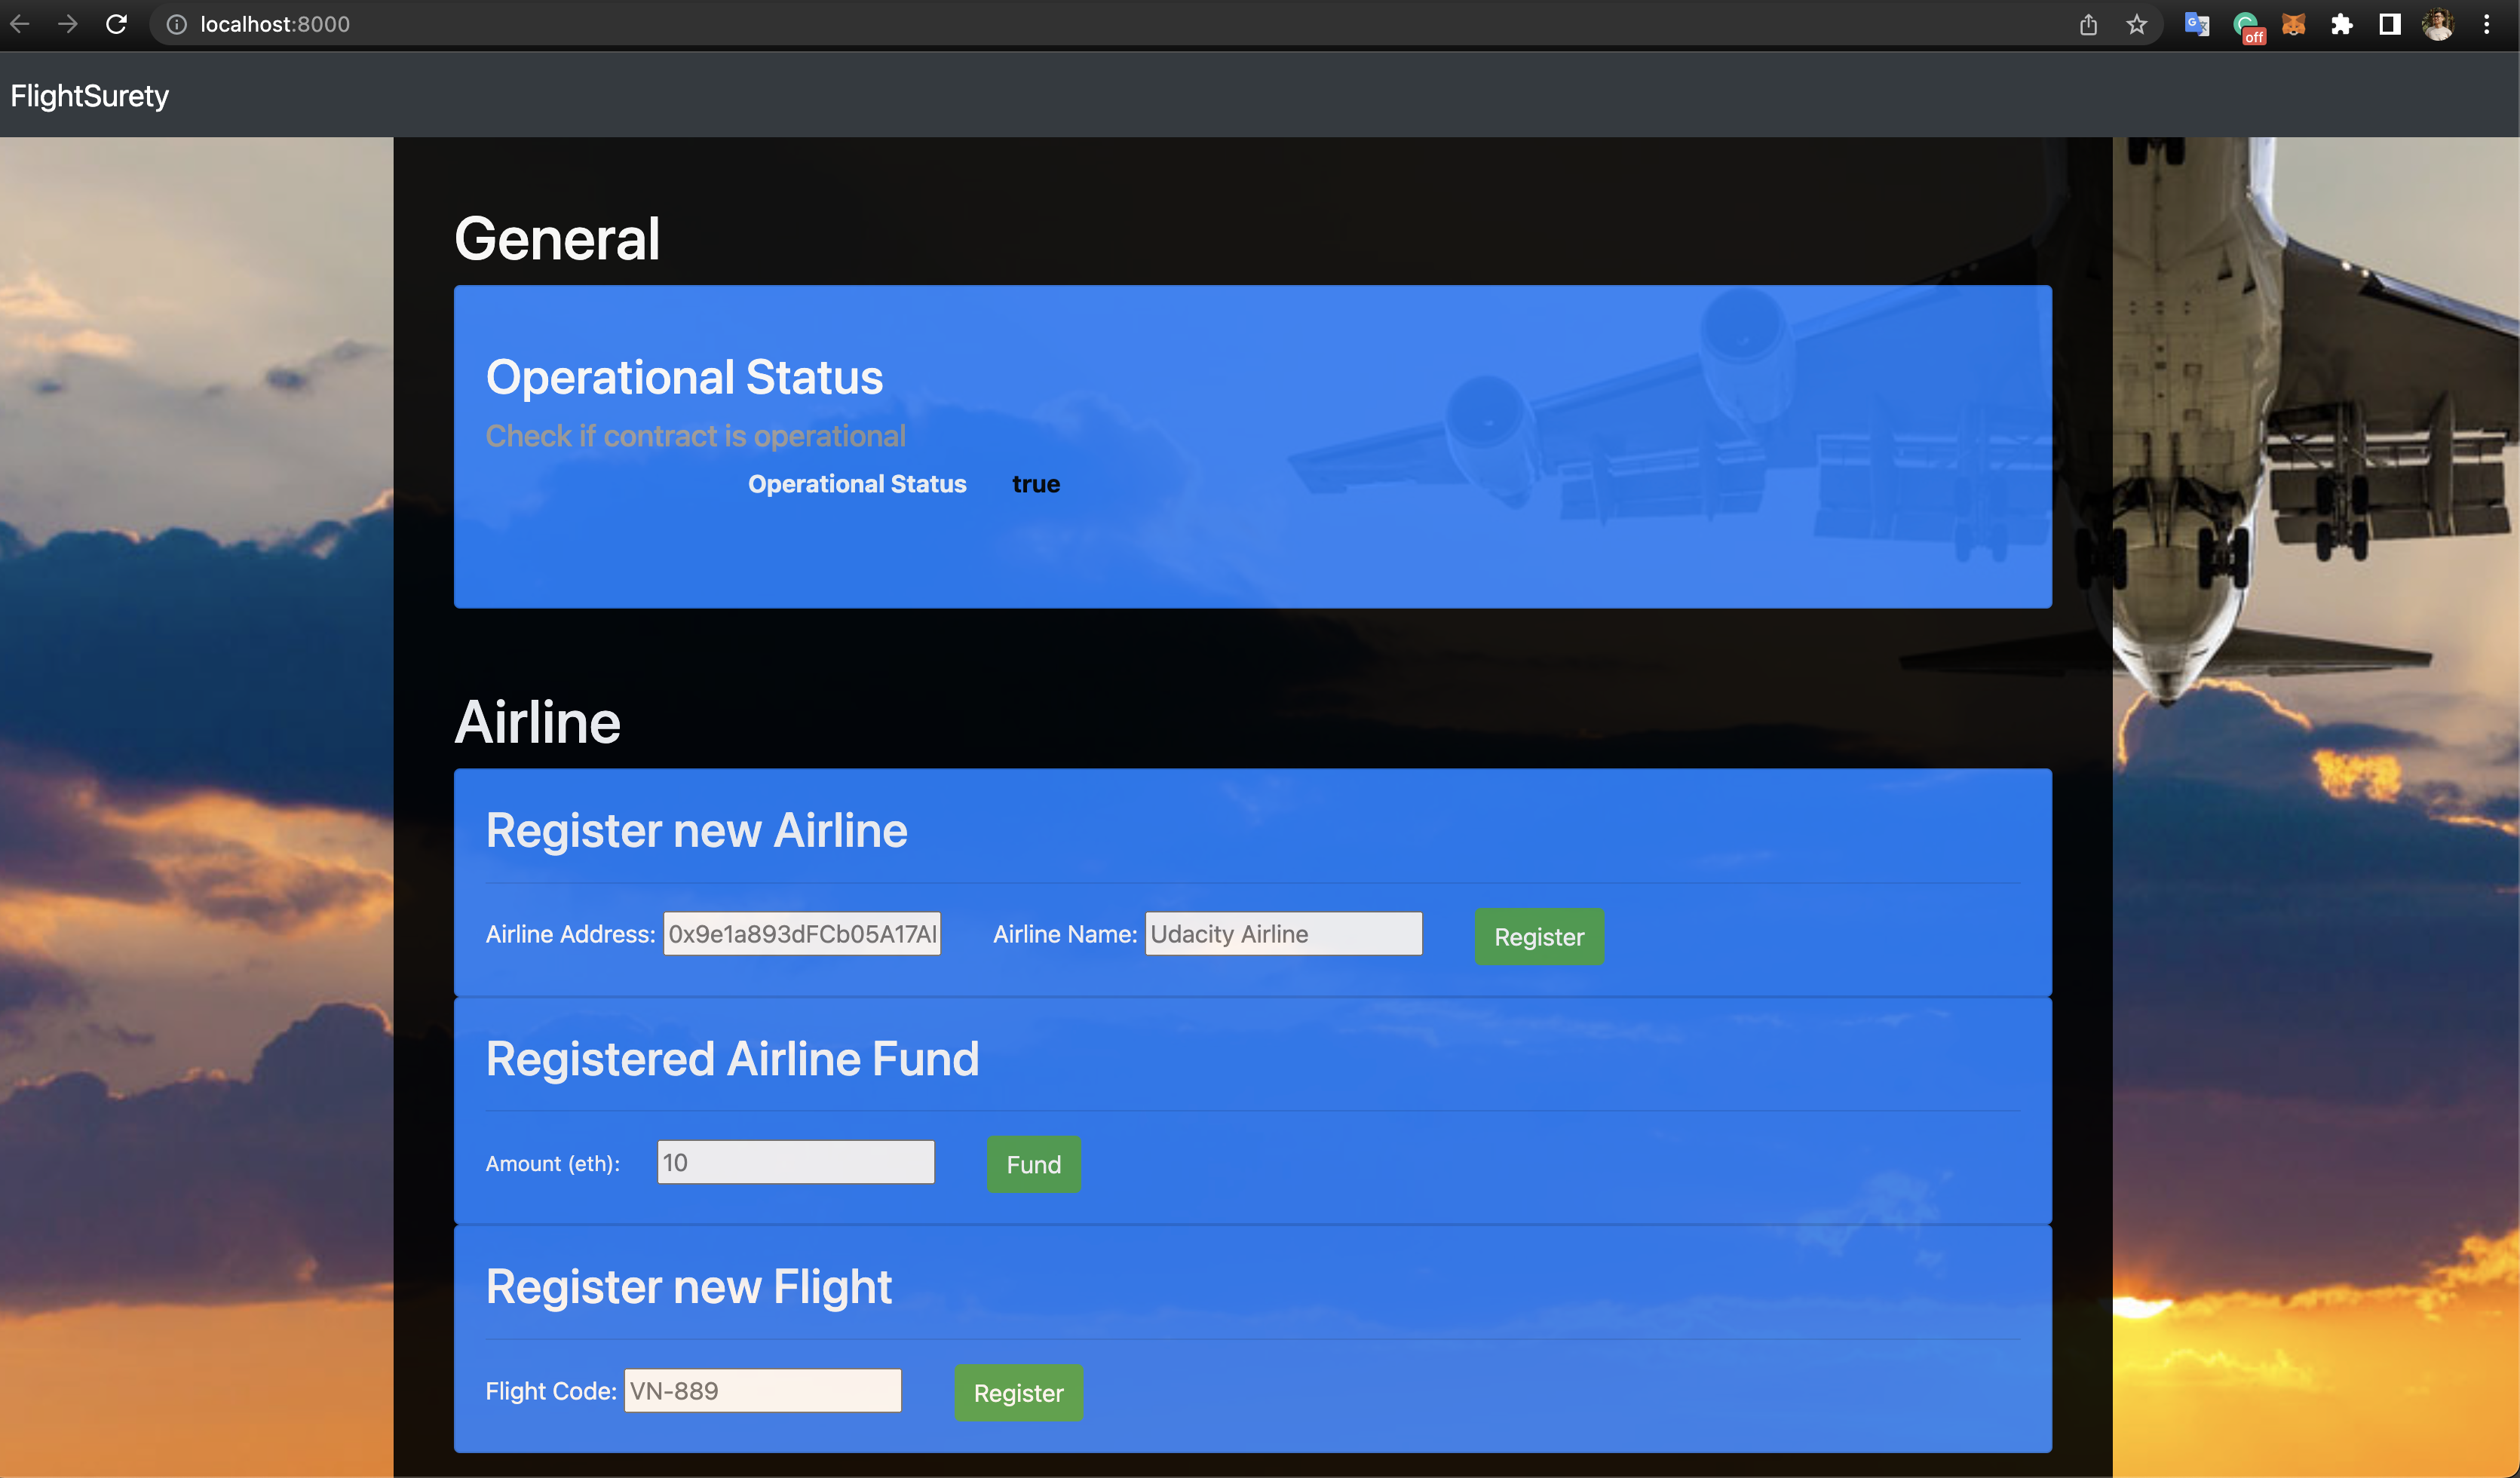 localhost:8000
off
FlightSurety
General
Operational Status
Check if contract is operational
Operational Status true
Airline
Register new Airline
Airline Address: 0x9e1a893dFCb05A17Al Airline Name: Udacity Airline Register
Registered Airline Fund
Amount (eth): 10 Fund
Register new Flight
Flight Code: VN-889 Register